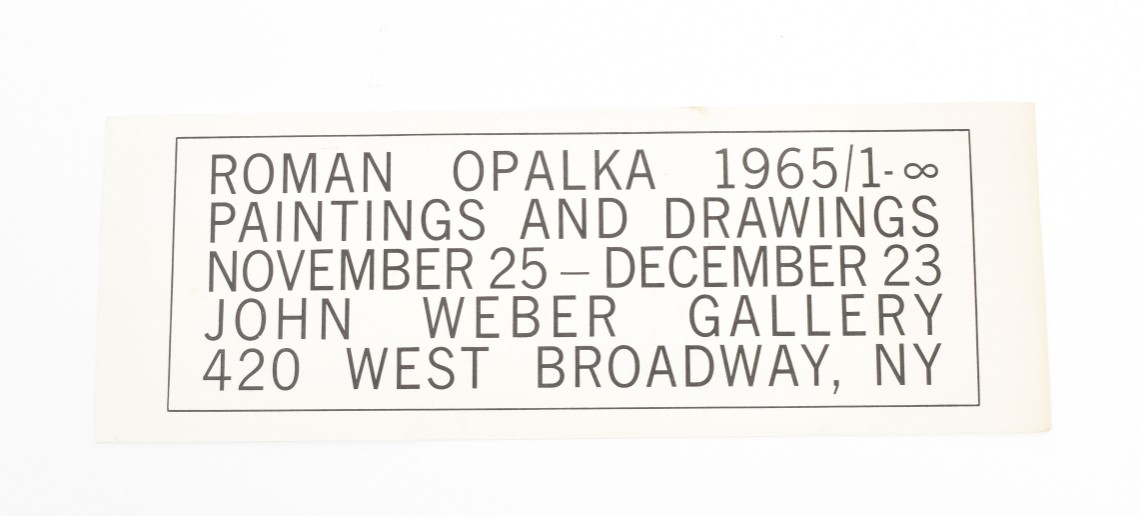 ROMAN OPALKA 1965/1-∞
PAINTINGS AND DRAWINGS
NOVEMBER 25 – DECEMBER 23
JOHN WEBER GALLERY
420 WEST BROADWAY, NY